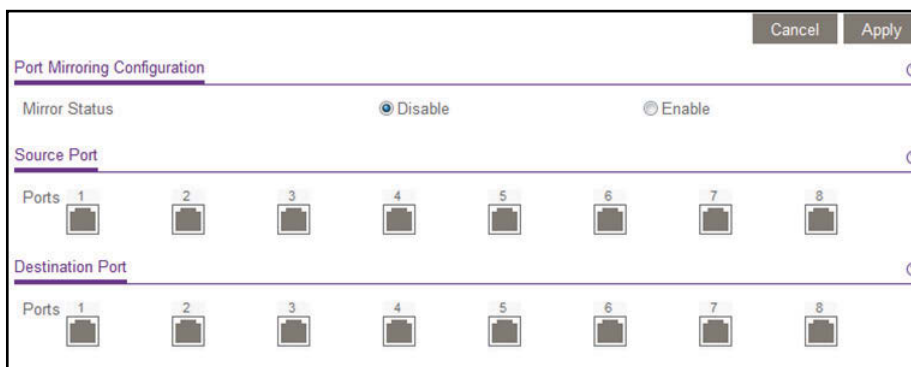 Cancel Apply
Port Mirroring Configuration
Mirror Status Disable Enable
Source Port
Ports 1 2 3 4 5 6 7 8
Destination Port
Ports 1 2 3 4 5 6 7 8